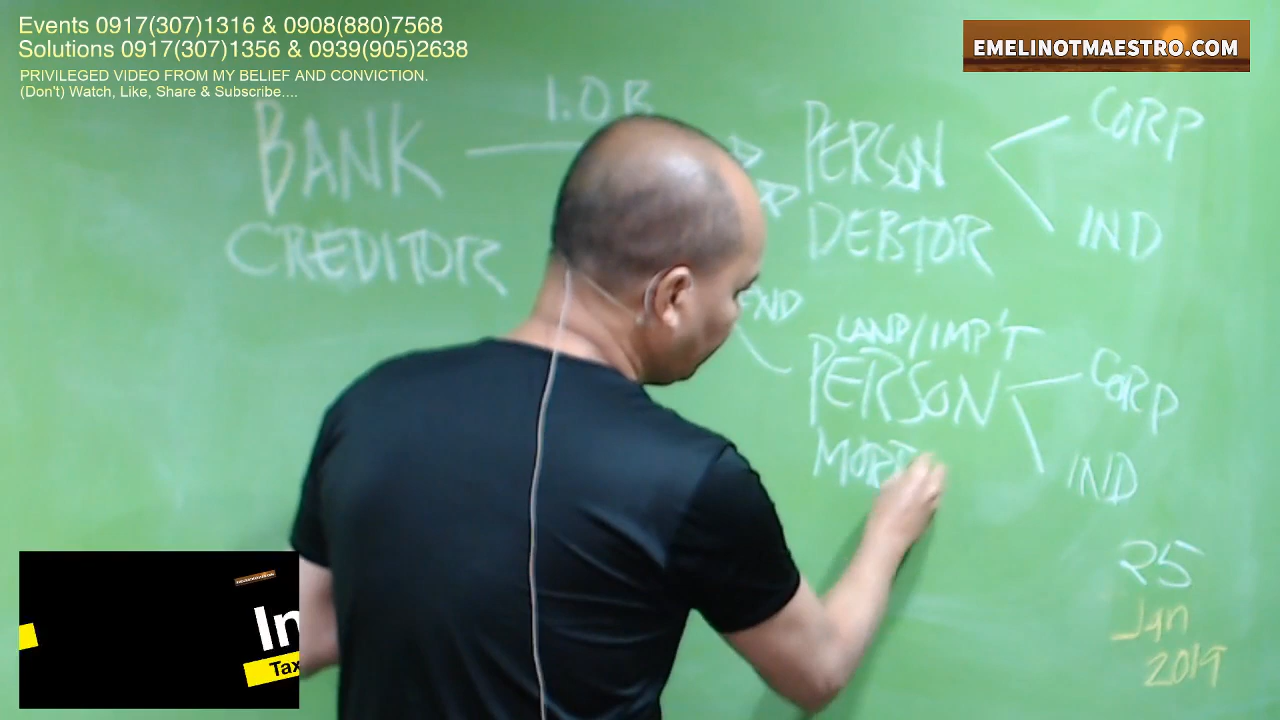 Events 0917(307)1316 & 0908(880)7568
Solutions 0917(307)1356 & 0939(905)2638
PRIVILEGED VIDEO FROM MY BELIEF AND CONVICTION.
(Don't) Watch, Like, Share & Subscribe....
EMELINOTMAESTRO.COM
BANK
CREDITOR
PERSON
DEBTOR
CORP
IND
LAND/IMP'T
PERSON
CORP
IND
25
Jan
2019
In
Tax